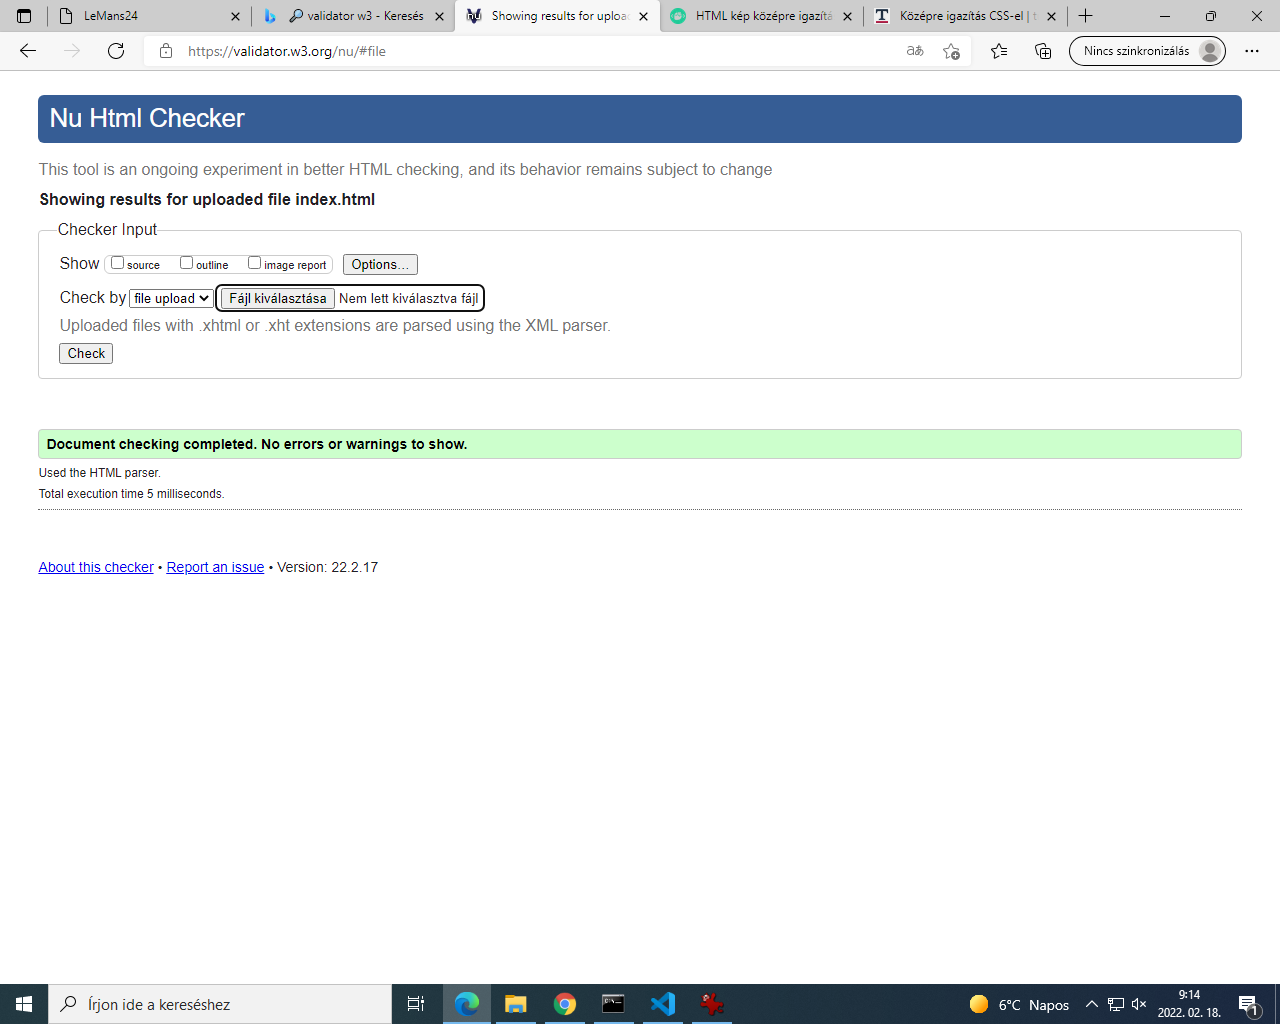 LeMans24
validator w3 - Keresés
Showing results for uploa
HTML kép középre igazítá
Középre igazítás CSS-el | t
https://validator.w3.org/nu/#file
Nincs szinkronizálás
Nu Html Checker
This tool is an ongoing experiment in better HTML checking, and its behavior remains subject to change
Showing results for uploaded file index.html
Checker Input
Show source outline image report Options...
Check by file upload Fájl kiválasztása Nem lett kiválasztva fájl
Uploaded files with .xhtml or .xht extensions are parsed using the XML parser.
Check
Document checking completed. No errors or warnings to show.
Used the HTML parser.
Total execution time 5 milliseconds.
About this checker • Report an issue • Version: 22.2.17
Írjon ide a kereséshez
6°C Napos
9:14
2022. 02. 18.
1